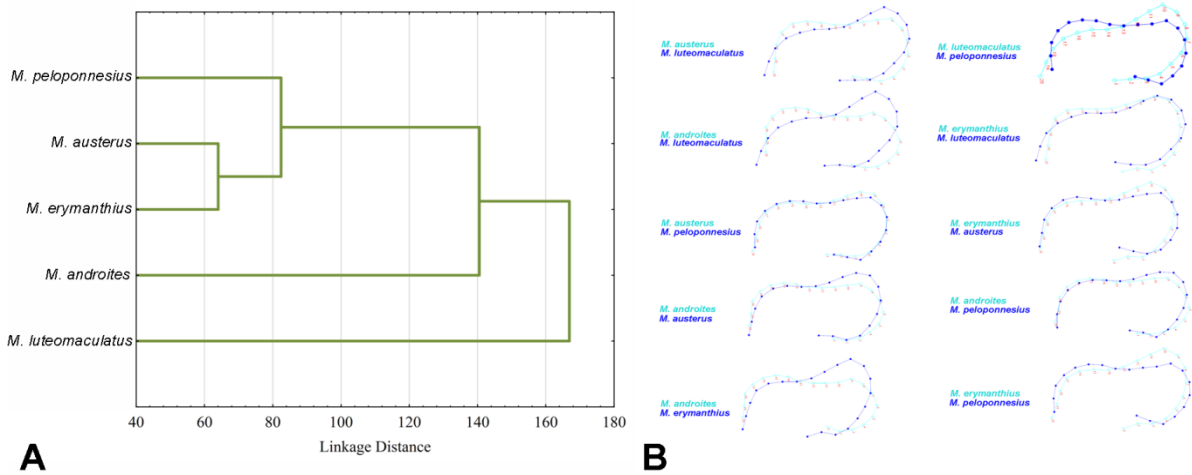 M. peloponnesius
M. austerus
M. erymanthius
M. androites
M. luteomaculatus
40 60 80 100 120 140 160 180
Linkage Distance
A
M. austerus
M. luteomaculatus
M. androites
M. luteomaculatus
M. austerus
M. peloponnesius
M. androites
M. austerus
M. androites
M. erymanthius
M. luteomaculatus
M. peloponnesius
M. erymanthius
M. luteomaculatus
M. erymanthius
M. austerus
M. androites
M. peloponnesius
M. erymanthius
M. peloponnesius
B